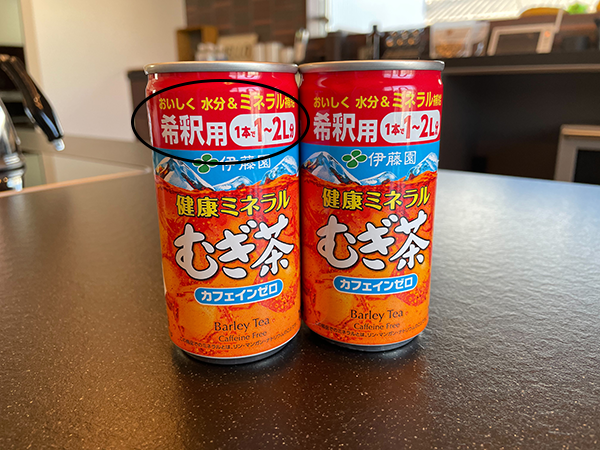 おいしく 水分&ミネラル補給
希釈用 1本で1~2L分
伊藤園
健康ミネラル
むぎ茶
カフェインゼロ
Barley Tea
Caffeine Free
おいしく 水分&ミネラル補給
希釈用 1本で1~2L分
伊藤園
健康ミネラル
むぎ茶
カフェインゼロ
Barley Tea
Caffeine Free